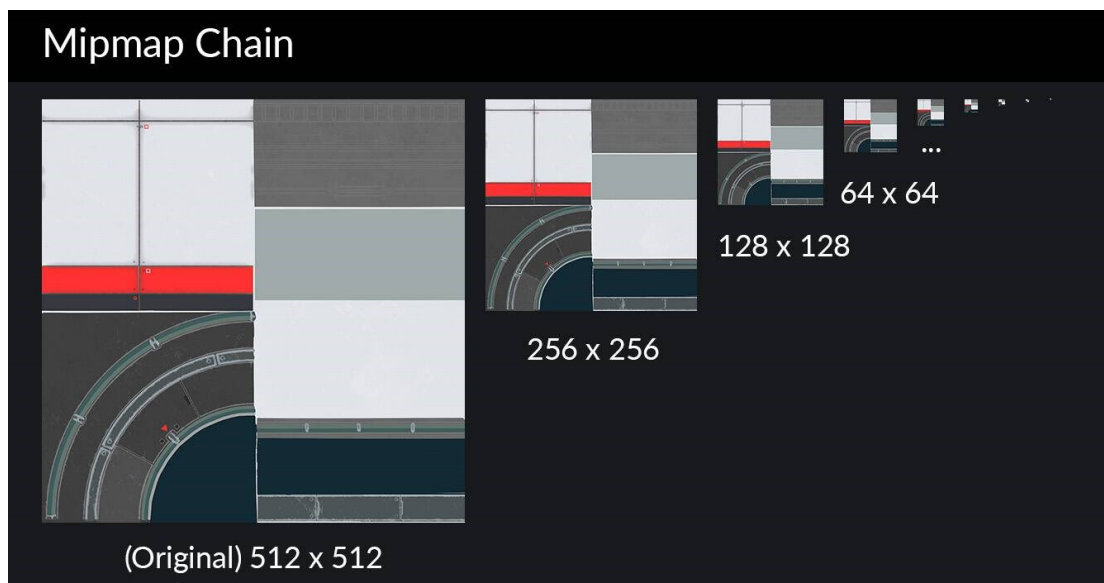 Mipmap Chain
...
64 x 64
128 x 128
256 x 256
(Original) 512 x 512